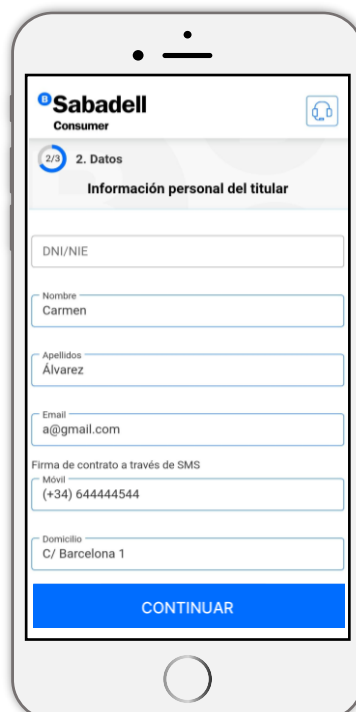 B Sabadell
Consumer
2/3 2. Datos
Información personal del titular
DNI/NIE
Nombre
Carmen
Apellidos
Álvarez
Email
a@gmail.com
Firma de contrato a través de SMS
Móvil
(+34) 644444544
Domicilio
C/ Barcelona 1
CONTINUAR